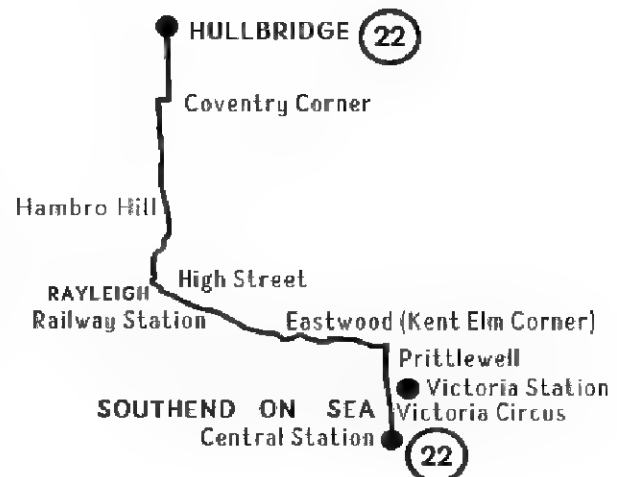 HULLBRIDGE 22
Coventry Corner
Hambro Hill
High Street
RAYLEIGH
Railway Station
Eastwood (Kent Elm Corner)
Prittlewell
Victoria Station
SOUTHEND ON SEA Victoria Circus
Central Station 22